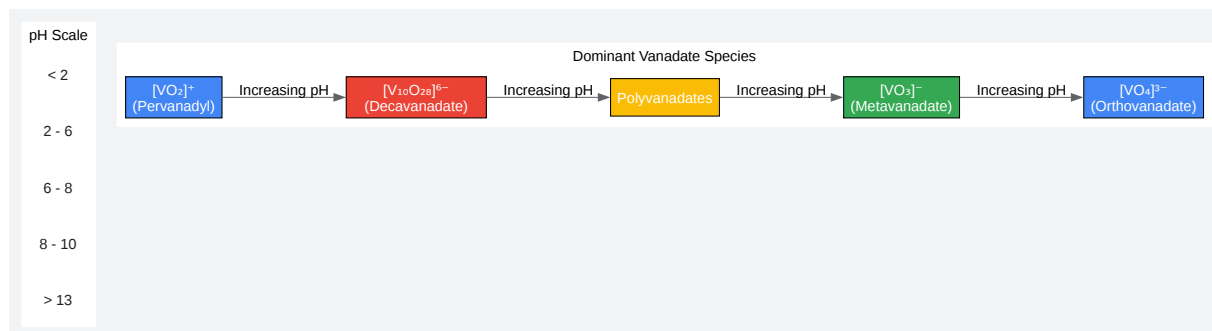 pH Scale
< 2
2 - 6
6 - 8
8 - 10
> 13
Dominant Vanadate Species
[VO₂]⁺
(Pervanadyl)
Increasing pH
[V₁₀O₂₈]⁶⁻
(Decavanadate)
Increasing pH
Polyvanadates
Increasing pH
[VO₃]⁻
(Metavanadate)
Increasing pH
[VO₄]³⁻
(Orthovanadate)